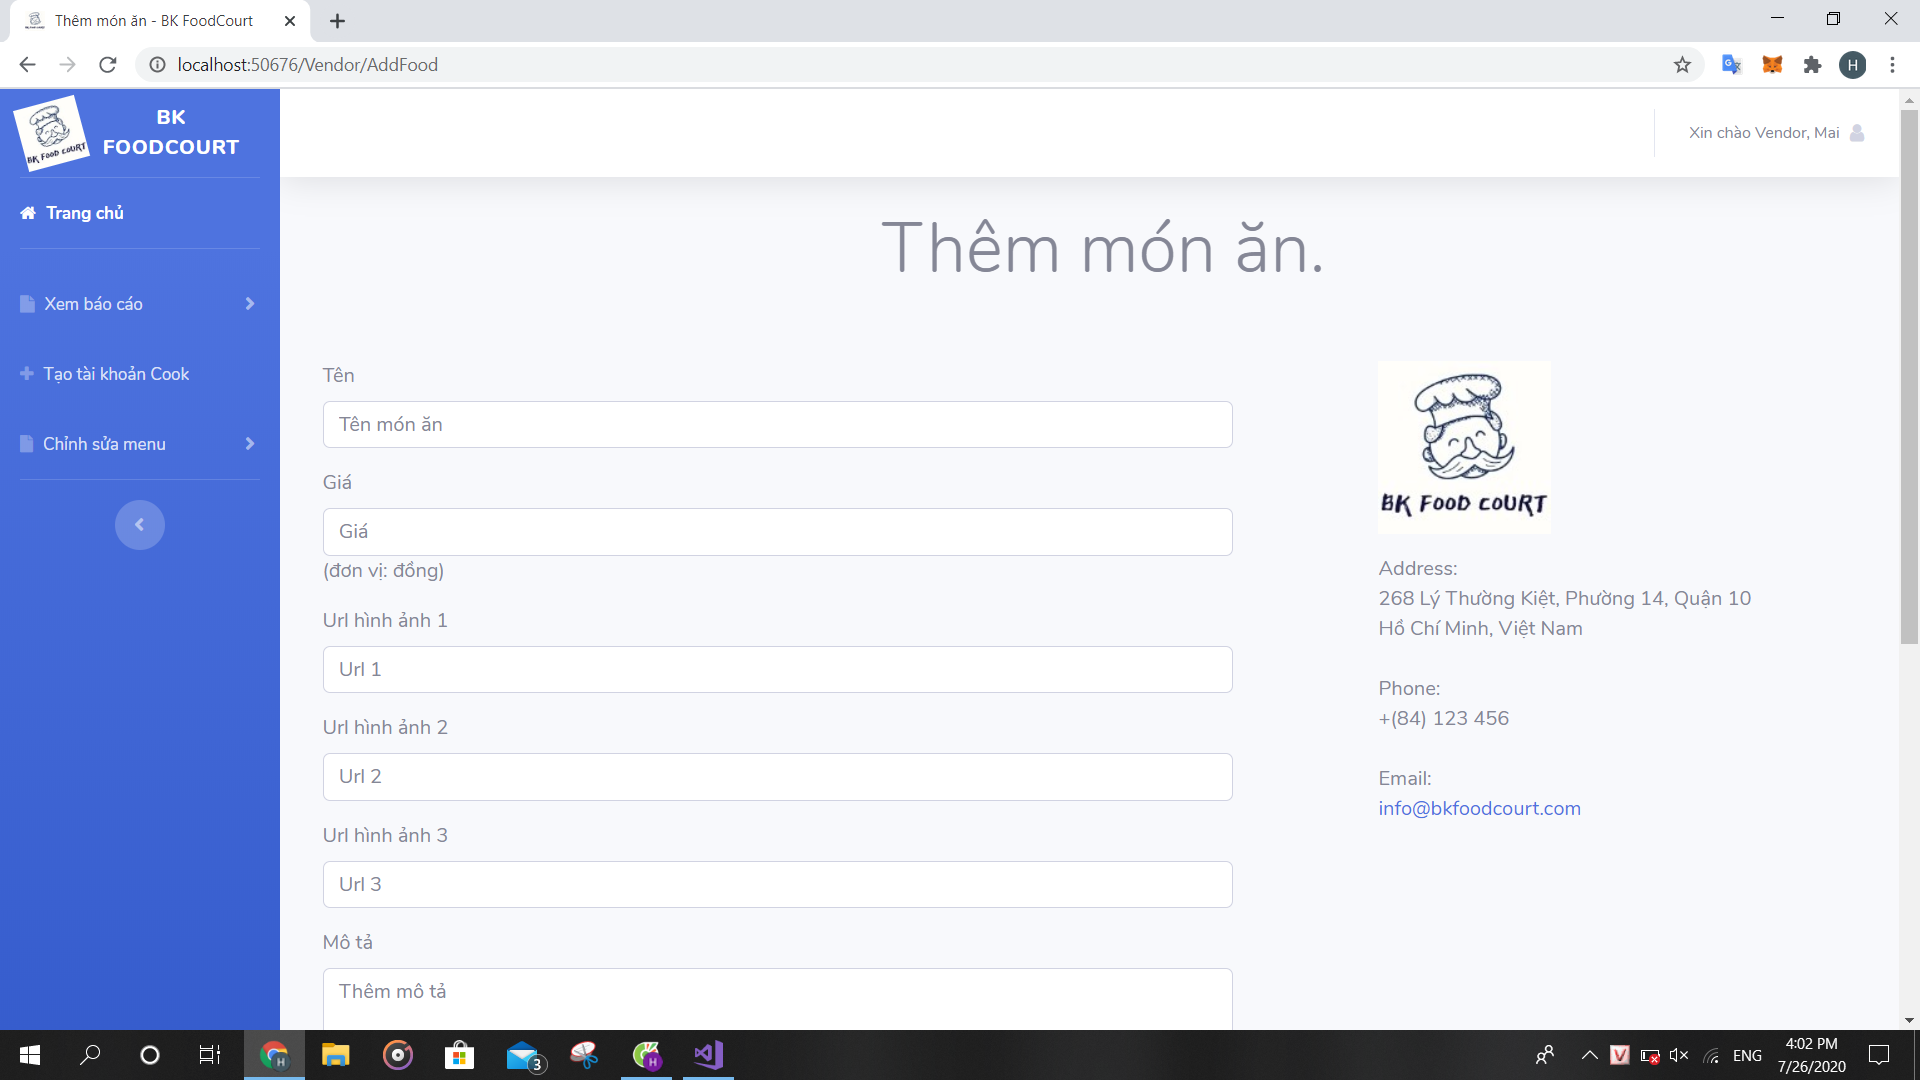 Thêm món ăn - BK FoodCourt
localhost:50676/Vendor/AddFood
H
BK FOOD COURT
BK
FOODCOURT
Xin chào Vendor, Mai
Trang chủ
Xem báo cáo
Tạo tài khoản Cook
Chỉnh sửa menu
Thêm món ăn.
Tên
Tên món ăn
Giá
Giá
(đơn vị: đồng)
Url hình ảnh 1
Url 1
Url hình ảnh 2
Url 2
Url hình ảnh 3
Url 3
Mô tả
Thêm mô tả
BK FOOD COURT
Address:
268 Lý Thường Kiệt, Phường 14, Quận 10
Hồ Chí Minh, Việt Nam
Phone:
+(84) 123 456
Email:
info@bkfoodcourt.com
H
3
H
V
ENG
4:02 PM
7/26/2020